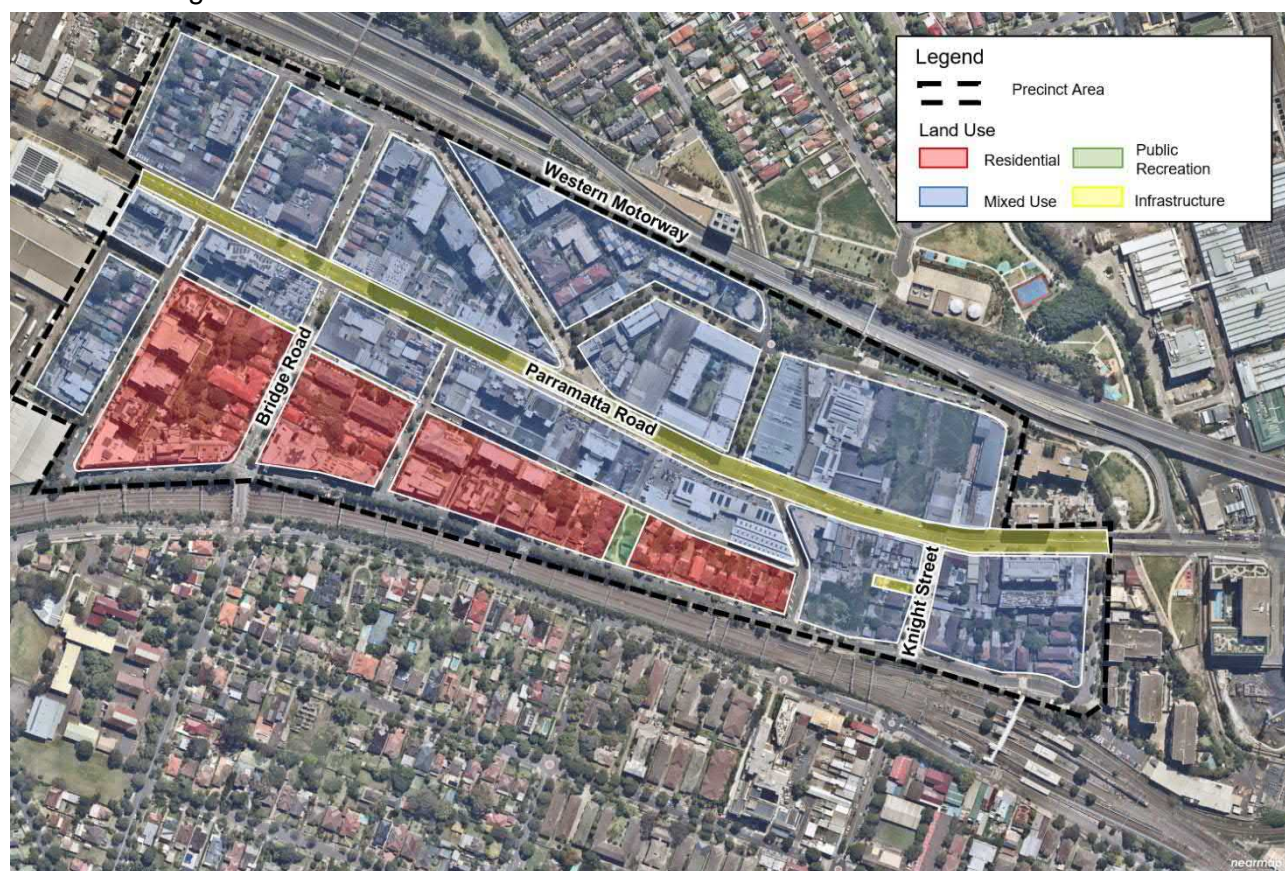 Legend
Precinct Area
Land Use
Residential
Public
Recreation
Mixed Use
Infrastructure
Western Motorway
Bridge Road
Parramatta Road
Knight Street
nearmap